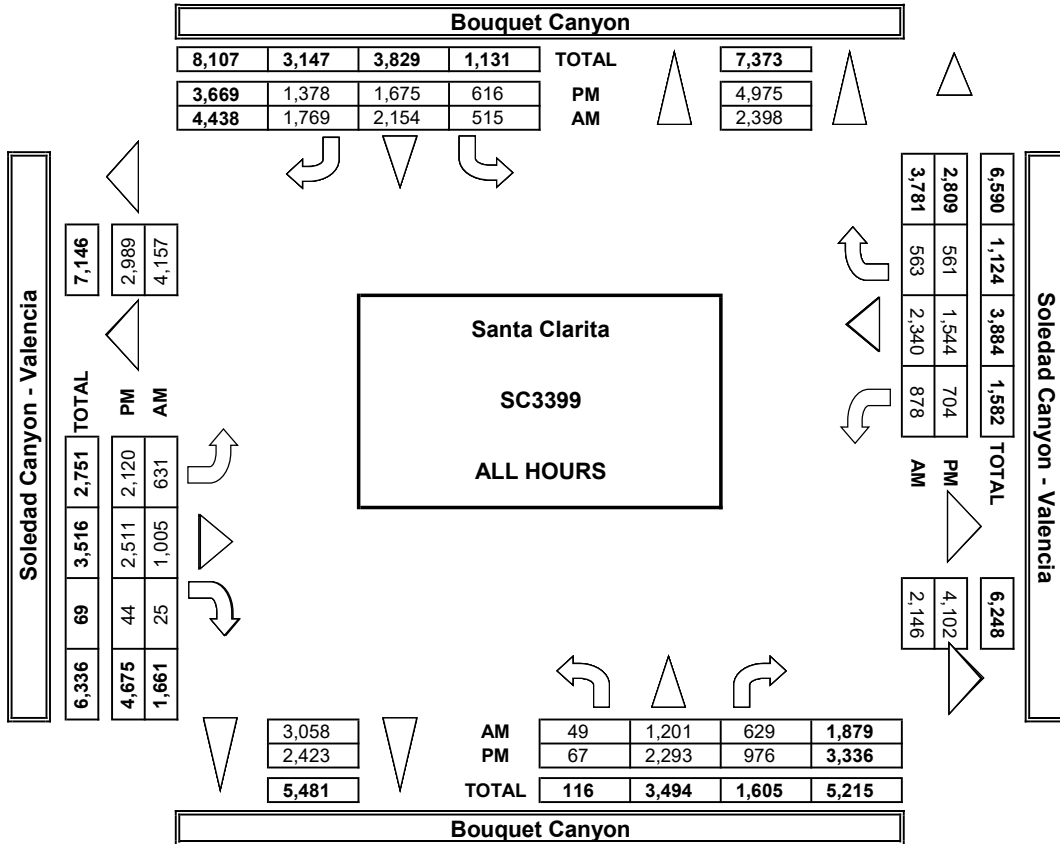 Bouquet Canyon
8,107 3,147 3,829 1,131 TOTAL 7,373
3,669 1,378 1,675 616 PM 4,975
4,438 1,769 2,154 515 AM 2,398
Soledad Canyon - Valencia
7,146
2,989
4,157
TOTAL 2,751 3,516 69 6,336
PM 2,120 2,511 44 4,675
AM 631 1,005 25 1,661
Santa Clarita
SC3399
ALL HOURS
6,590 1,124 3,884 1,582 TOTAL 6,248
2,809 561 1,544 704 PM 4,102
3,781 563 2,340 878 AM 2,146
Soledad Canyon - Valencia
3,058 AM 49 1,201 629 1,879
2,423 PM 67 2,293 976 3,336
5,481 TOTAL 116 3,494 1,605 5,215
Bouquet Canyon